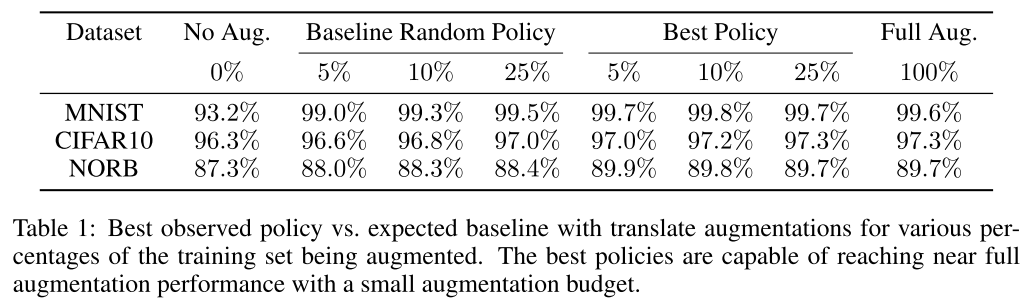 Dataset No Aug. Baseline Random Policy Best Policy Full Aug.
0% 5% 10% 25% 5% 10% 25% 100%
MNIST 93.2% 99.0% 99.3% 99.5% 99.7% 99.8% 99.7% 99.6%
CIFAR10 96.3% 96.6% 96.8% 97.0% 97.0% 97.2% 97.3% 97.3%
NORB 87.3% 88.0% 88.3% 88.4% 89.9% 89.8% 89.7% 89.7%
Table 1: Best observed policy vs. expected baseline with translate augmentations for various per-
centages of the training set being augmented. The best policies are capable of reaching near full
augmentation performance with a small augmentation budget.